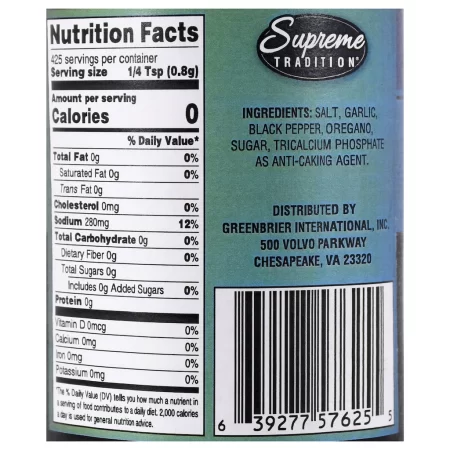 Nutrition Facts
425 servings per container
Serving size 1/4 Tsp (0.8g)
Amount per serving
Calories 0
% Daily Value*
Total Fat 0g 0%
Saturated Fat 0g 0%
Trans Fat 0g
Cholesterol 0mg 0%
Sodium 280mg 12%
Total Carbohydrate 0g 0%
Dietary Fiber 0g 0%
Total Sugars 0g
Includes 0g Added Sugars 0%
Protein 0g
Vitamin D 0mcg 0%
Calcium 0mg 0%
Iron 0mg 0%
Potassium 0mg 0%
*The % Daily Value (DV) tells you how much a nutrient in
a serving of food contributes to a daily diet. 2,000 calories
a day is used for general nutrition advice.
Supreme
TRADITION®
INGREDIENTS: SALT, GARLIC,
BLACK PEPPER, OREGANO,
SUGAR, TRICALCIUM PHOSPHATE
AS ANTI-CAKING AGENT.
DISTRIBUTED BY
GREENBRIER INTERNATIONAL, INC.
500 VOLVO PARKWAY
CHESAPEAKE, VA 23320
6 39277 57625 5